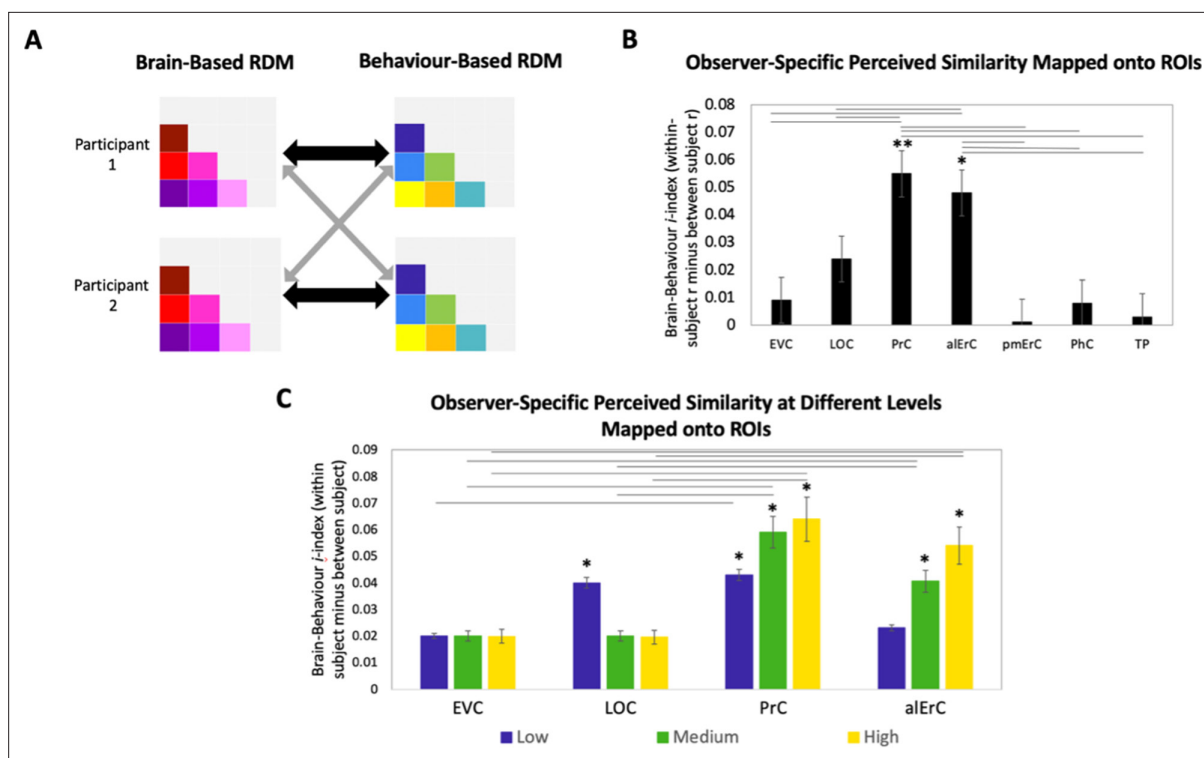 A
Brain-Based RDM
Behaviour-Based RDM
Participant
1
Participant
2
B
Observer-Specific Perceived Similarity Mapped onto ROIs
Brain-Behaviour i-index (within-
subject r minus between subject r)
0.08
0.07
0.06
0.05
0.04
0.03
0.02
0.01
0
**
*
EVC LOC PrC alErC pmErC PhC TP
C
Observer-Specific Perceived Similarity at Different Levels
Mapped onto ROIs
Brain-Behaviour i-index (within
subject minus between subject)
0.09
0.08
0.07
0.06
0.05
0.04
0.03
0.02
0.01
0
* * * * * *
EVC LOC PrC alErC
Low Medium High